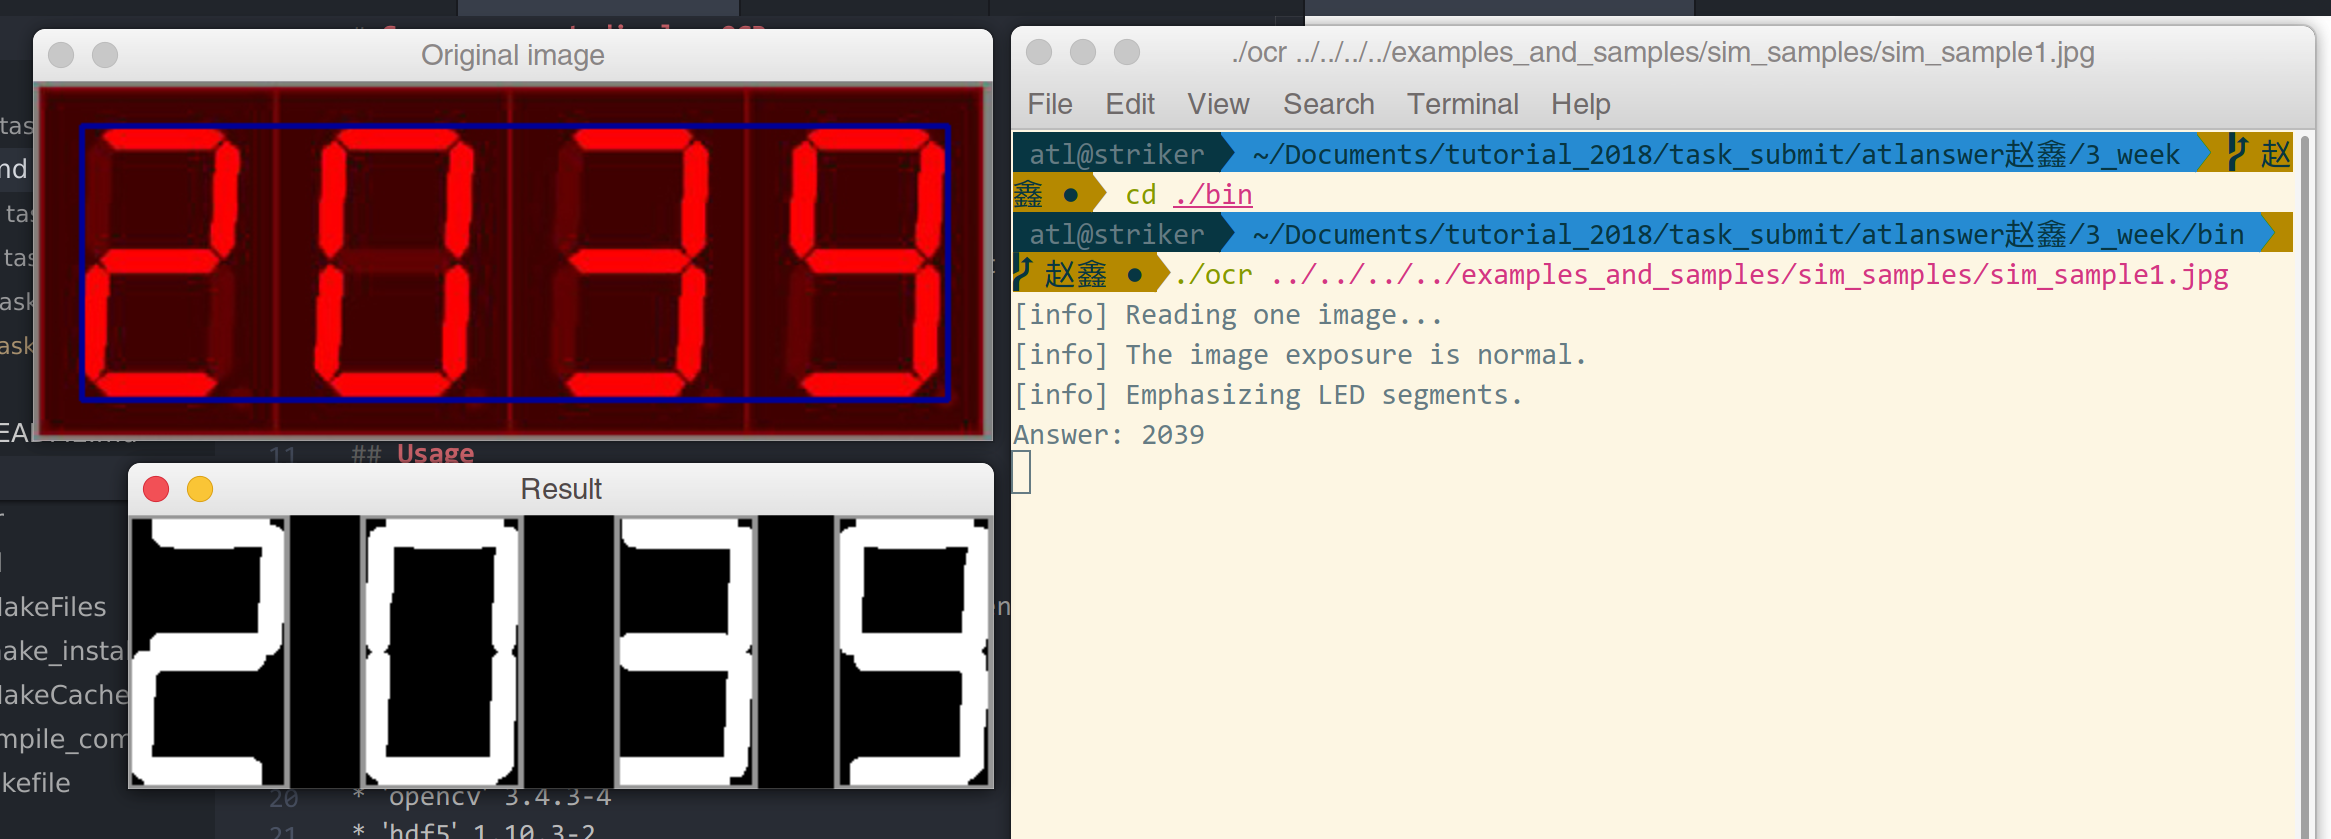 Original image
2039
Result
2039
./ocr ../../../../examples_and_samples/sim_samples/sim_sample1.jpg
File Edit View Search Terminal Help
atl@striker ~/Documents/tutorial_2018/task_submit/atlanswer赵鑫/3_week 赵
鑫 ● cd ./bin
atl@striker ~/Documents/tutorial_2018/task_submit/atlanswer赵鑫/3_week/bin
赵鑫 ● ./ocr ../../../../examples_and_samples/sim_samples/sim_sample1.jpg
[info] Reading one image...
[info] The image exposure is normal.
[info] Emphasizing LED segments.
Answer: 2039
11 ## Usage
20 * 'opencv' 3.4.3-4
21 * 'hdf5' 1.10.3-2
tas
nd
tas
tas
ask
ask
akeFiles
ake_insta
akeCache
mpile_com
kefile